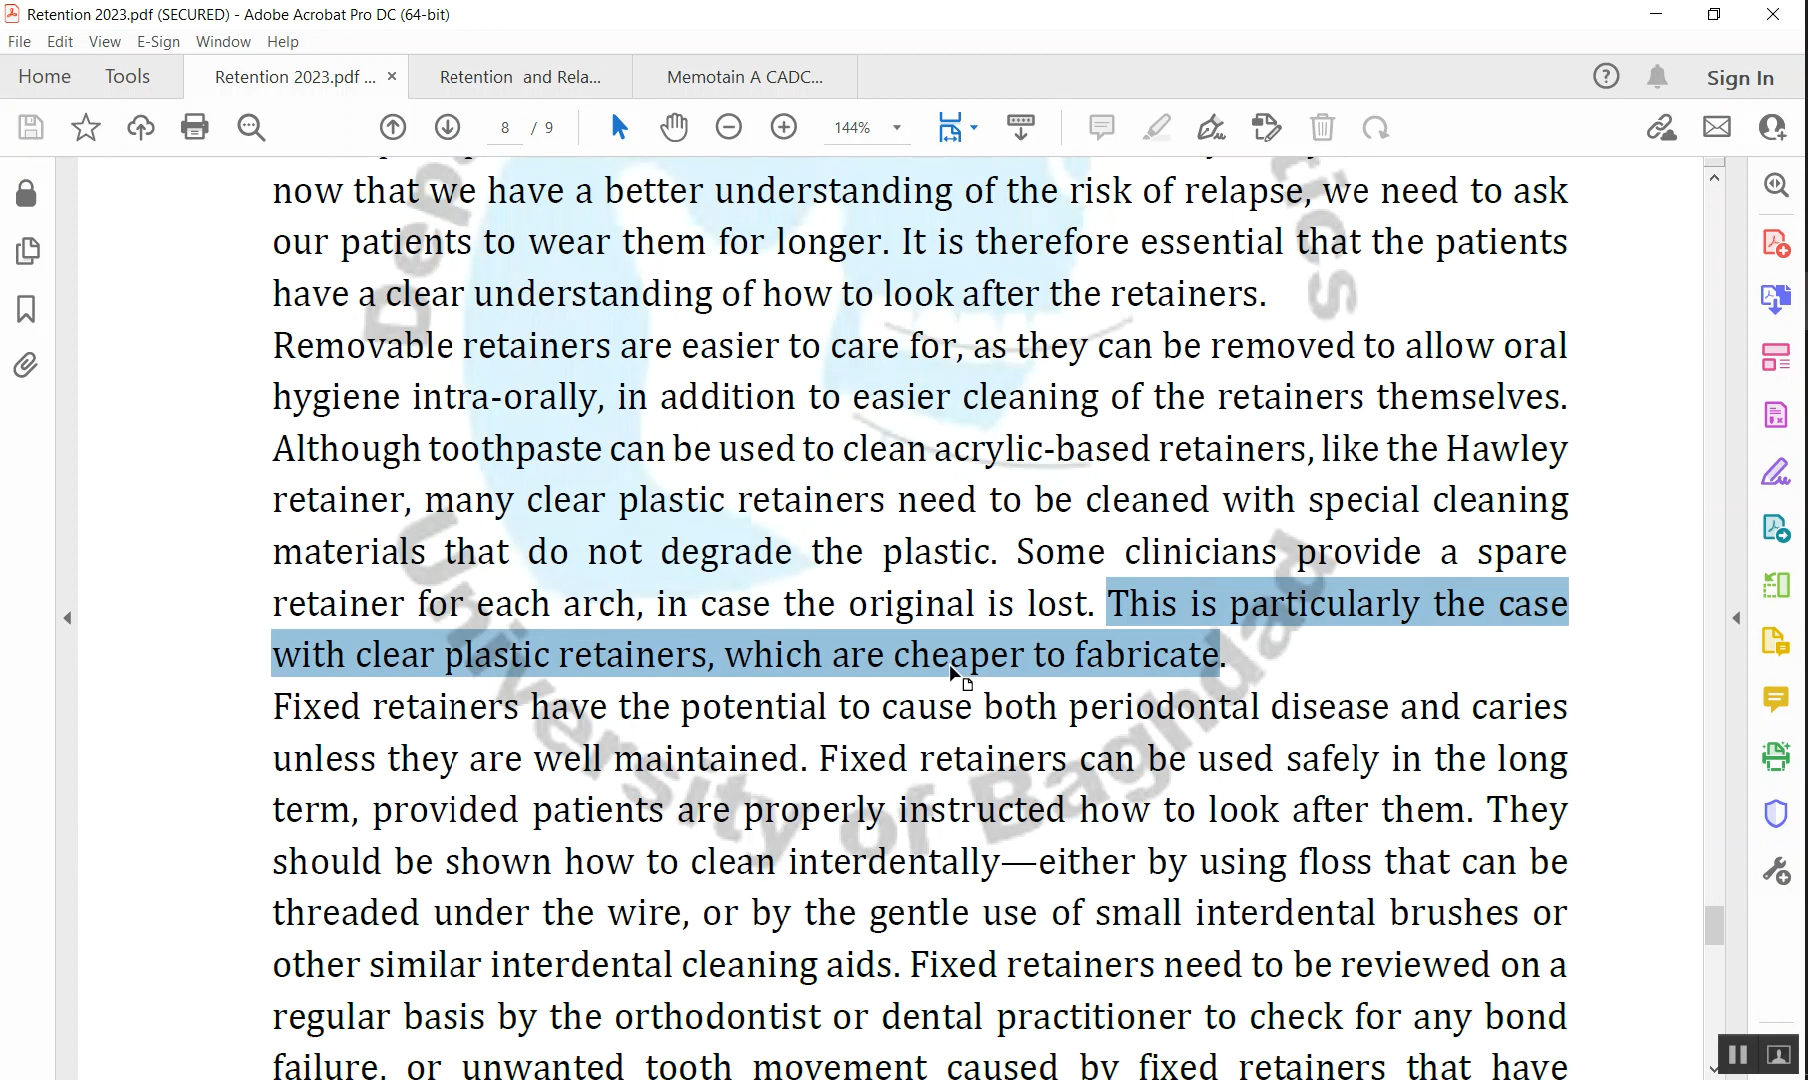 Retention 2023.pdf (SECURED) - Adobe Acrobat Pro DC (64-bit)
File Edit View E-Sign Window Help
Home Tools Retention 2023.pdf ... × Retention and Rela... Memotain A CADC... Sign In
8 / 9 144%
now that we have a better understanding of the risk of relapse, we need to ask
our patients to wear them for longer. It is therefore essential that the patients
have a clear understanding of how to look after the retainers.
Removable retainers are easier to care for, as they can be removed to allow oral
hygiene intra-orally, in addition to easier cleaning of the retainers themselves.
Although toothpaste can be used to clean acrylic-based retainers, like the Hawley
retainer, many clear plastic retainers need to be cleaned with special cleaning
materials that do not degrade the plastic. Some clinicians provide a spare
retainer for each arch, in case the original is lost. This is particularly the case
with clear plastic retainers, which are cheaper to fabricate.
Fixed retainers have the potential to cause both periodontal disease and caries
unless they are well maintained. Fixed retainers can be used safely in the long
term, provided patients are properly instructed how to look after them. They
should be shown how to clean interdentally—either by using floss that can be
threaded under the wire, or by the gentle use of small interdental brushes or
other similar interdental cleaning aids. Fixed retainers need to be reviewed on a
regular basis by the orthodontist or dental practitioner to check for any bond
failure, or unwanted tooth movement caused by fixed retainers that have
University of Baghdad